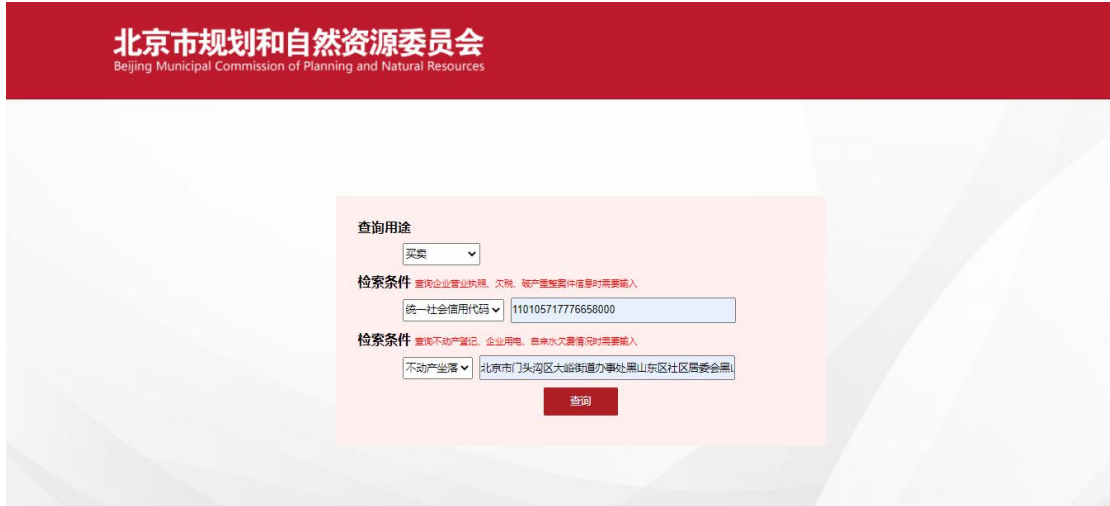 北京市规划和自然资源委员会
Beijing Municipal Commission of Planning and Natural Resources
查询用途
买卖
检索条件 查询企业营业执照、欠税、破产重整案件信息时需要输入
统一社会信用代码 110105717776658000
检索条件 查询不动产登记、企业用电、自来水欠费情况时需要输入
不动产坐落 北京市门头沟区大峪街道办事处黑山东区社区居委会黑
查询